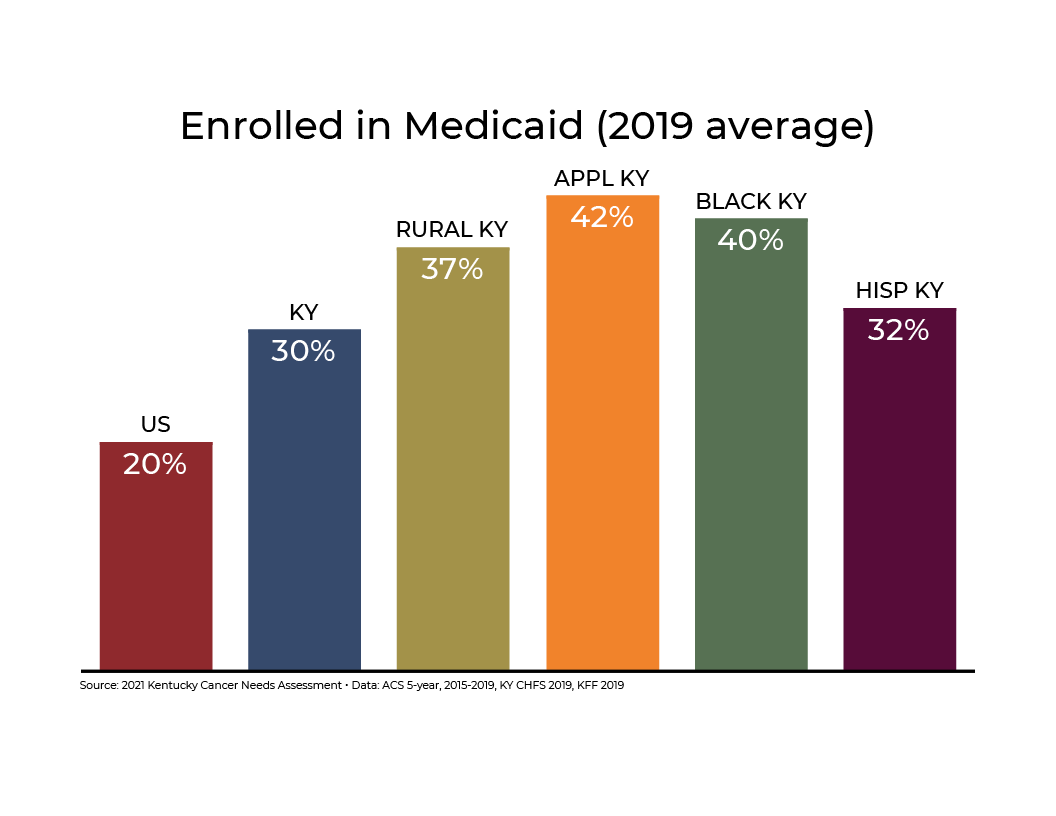 Enrolled in Medicaid (2019 average)
US
20%
KY
30%
RURAL KY
37%
APPL KY
42%
BLACK KY
40%
HISP KY
32%
Source: 2021 Kentucky Cancer Needs Assessment • Data: ACS 5-year, 2015-2019, KY CHFS 2019, KFF 2019